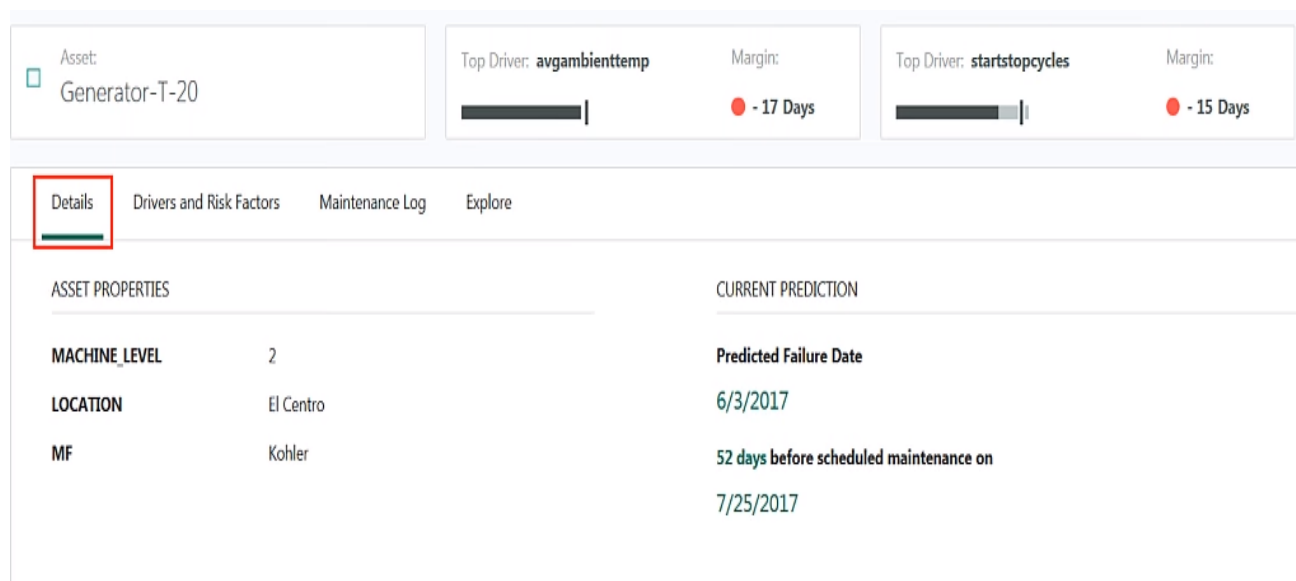 Asset:
Generator-T-20
Top Driver: avgambienttemp
Margin:
- 17 Days
Top Driver: startstopcycles
Margin:
- 15 Days
Details Drivers and Risk Factors Maintenance Log Explore
ASSET PROPERTIES
MACHINE_LEVEL 2
LOCATION El Centro
MF Kohler
CURRENT PREDICTION
Predicted Failure Date
6/3/2017
52 days before scheduled maintenance on
7/25/2017